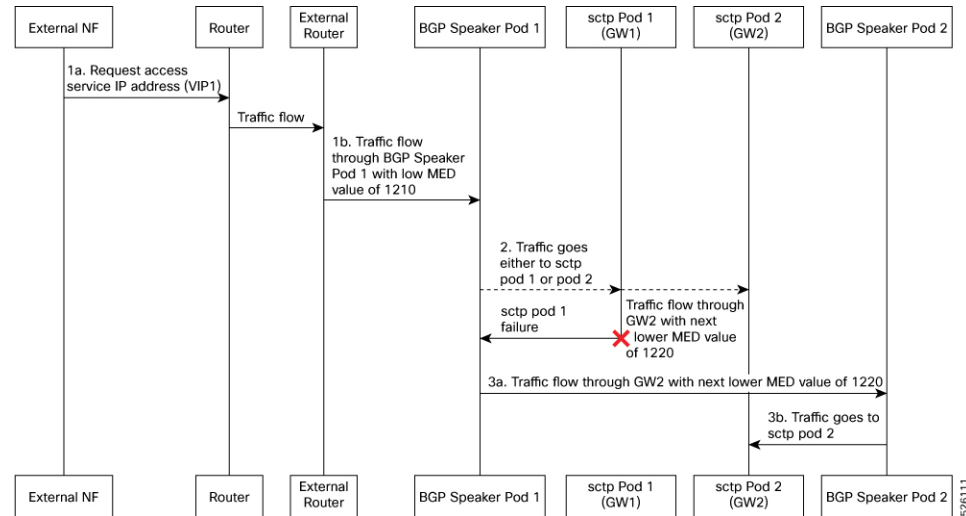 External NF
Router
External
Router
BGP Speaker Pod 1
sctp Pod 1
(GW1)
sctp Pod 2
(GW2)
BGP Speaker Pod 2
1a. Request access
service IP address (VIP1)
Traffic flow
1b. Traffic flow
through BGP Speaker
Pod 1 with low MED
value of 1210
2. Traffic goes
either to sctp
pod 1 or pod 2
sctp pod 1
failure
Traffic flow through
GW2 with next
lower MED value
of 1220
3a. Traffic flow through GW2 with next lower MED value of 1220
3b. Traffic goes to
sctp pod 2
External NF
Router
External
Router
BGP Speaker Pod 1
sctp Pod 1
(GW1)
sctp Pod 2
(GW2)
BGP Speaker Pod 2
526111